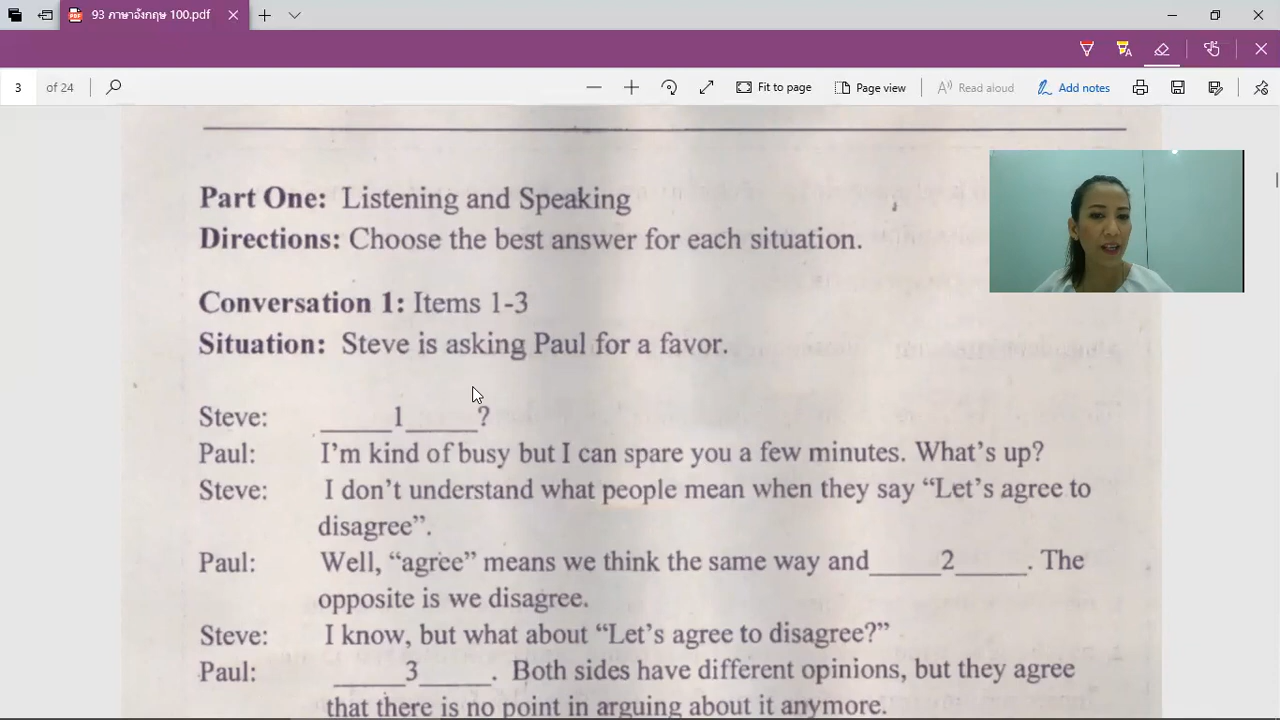 93 ภาษาอังกฤษ 100.pdf
3 of 24
Fit to page
Page view
Read aloud
Add notes
Part One: Listening and Speaking
Directions: Choose the best answer for each situation.
Conversation 1: Items 1-3
Situation: Steve is asking Paul for a favor.
Steve: _____1_____?
Paul: I'm kind of busy but I can spare you a few minutes. What's up?
Steve: I don't understand what people mean when they say "Let's agree to
disagree".
Paul: Well, "agree" means we think the same way and_____2_____. The
opposite is we disagree.
Steve: I know, but what about "Let's agree to disagree?"
Paul: _____3_____. Both sides have different opinions, but they agree
that there is no point in arguing about it anymore.